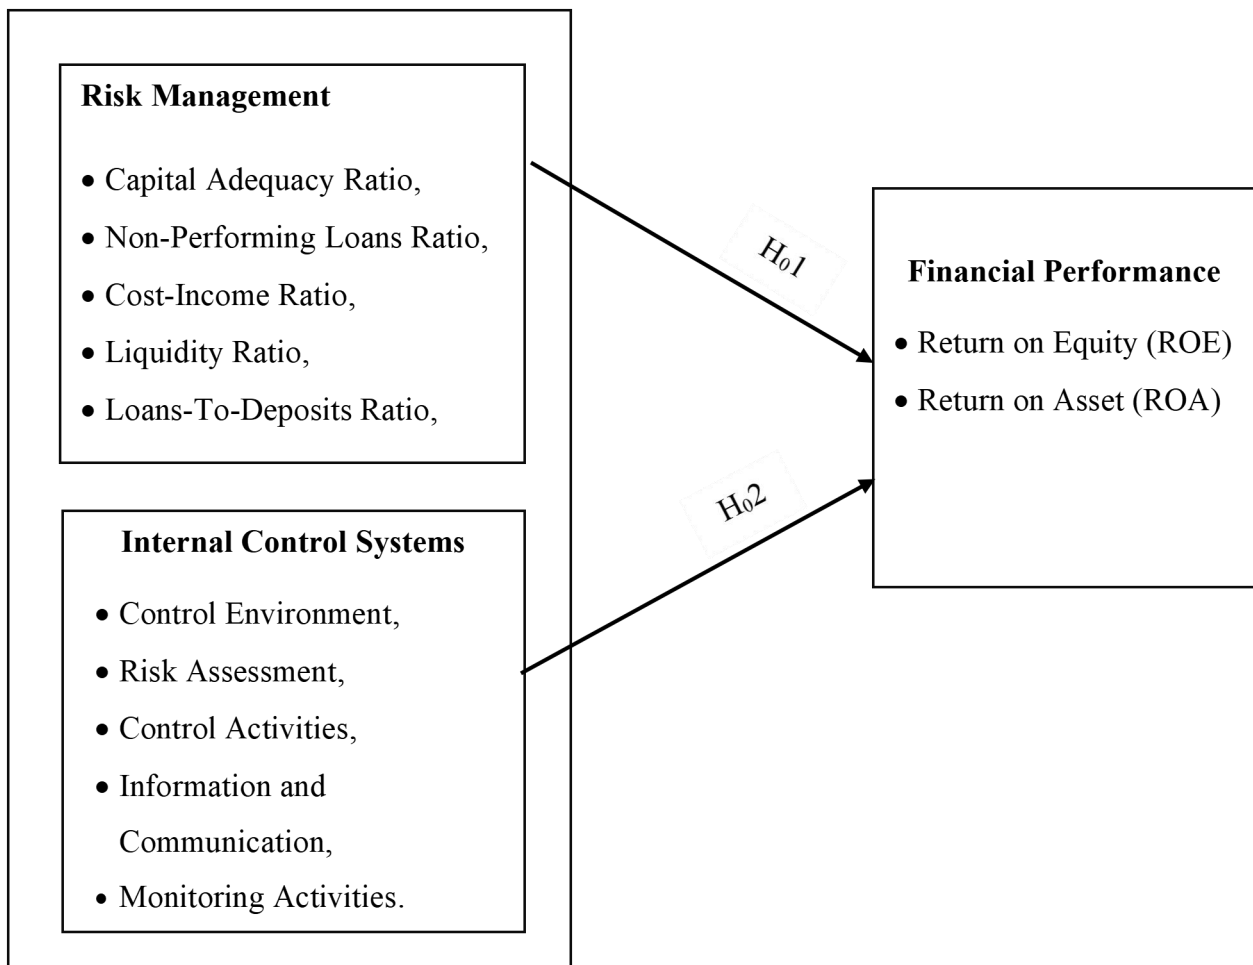 Risk Management
• Capital Adequacy Ratio,
• Non-Performing Loans Ratio,
• Cost-Income Ratio,
• Liquidity Ratio,
• Loans-To-Deposits Ratio,
Internal Control Systems
• Control Environment,
• Risk Assessment,
• Control Activities,
• Information and
Communication,
• Monitoring Activities.
H₀1
H₀2
Financial Performance
• Return on Equity (ROE)
• Return on Asset (ROA)